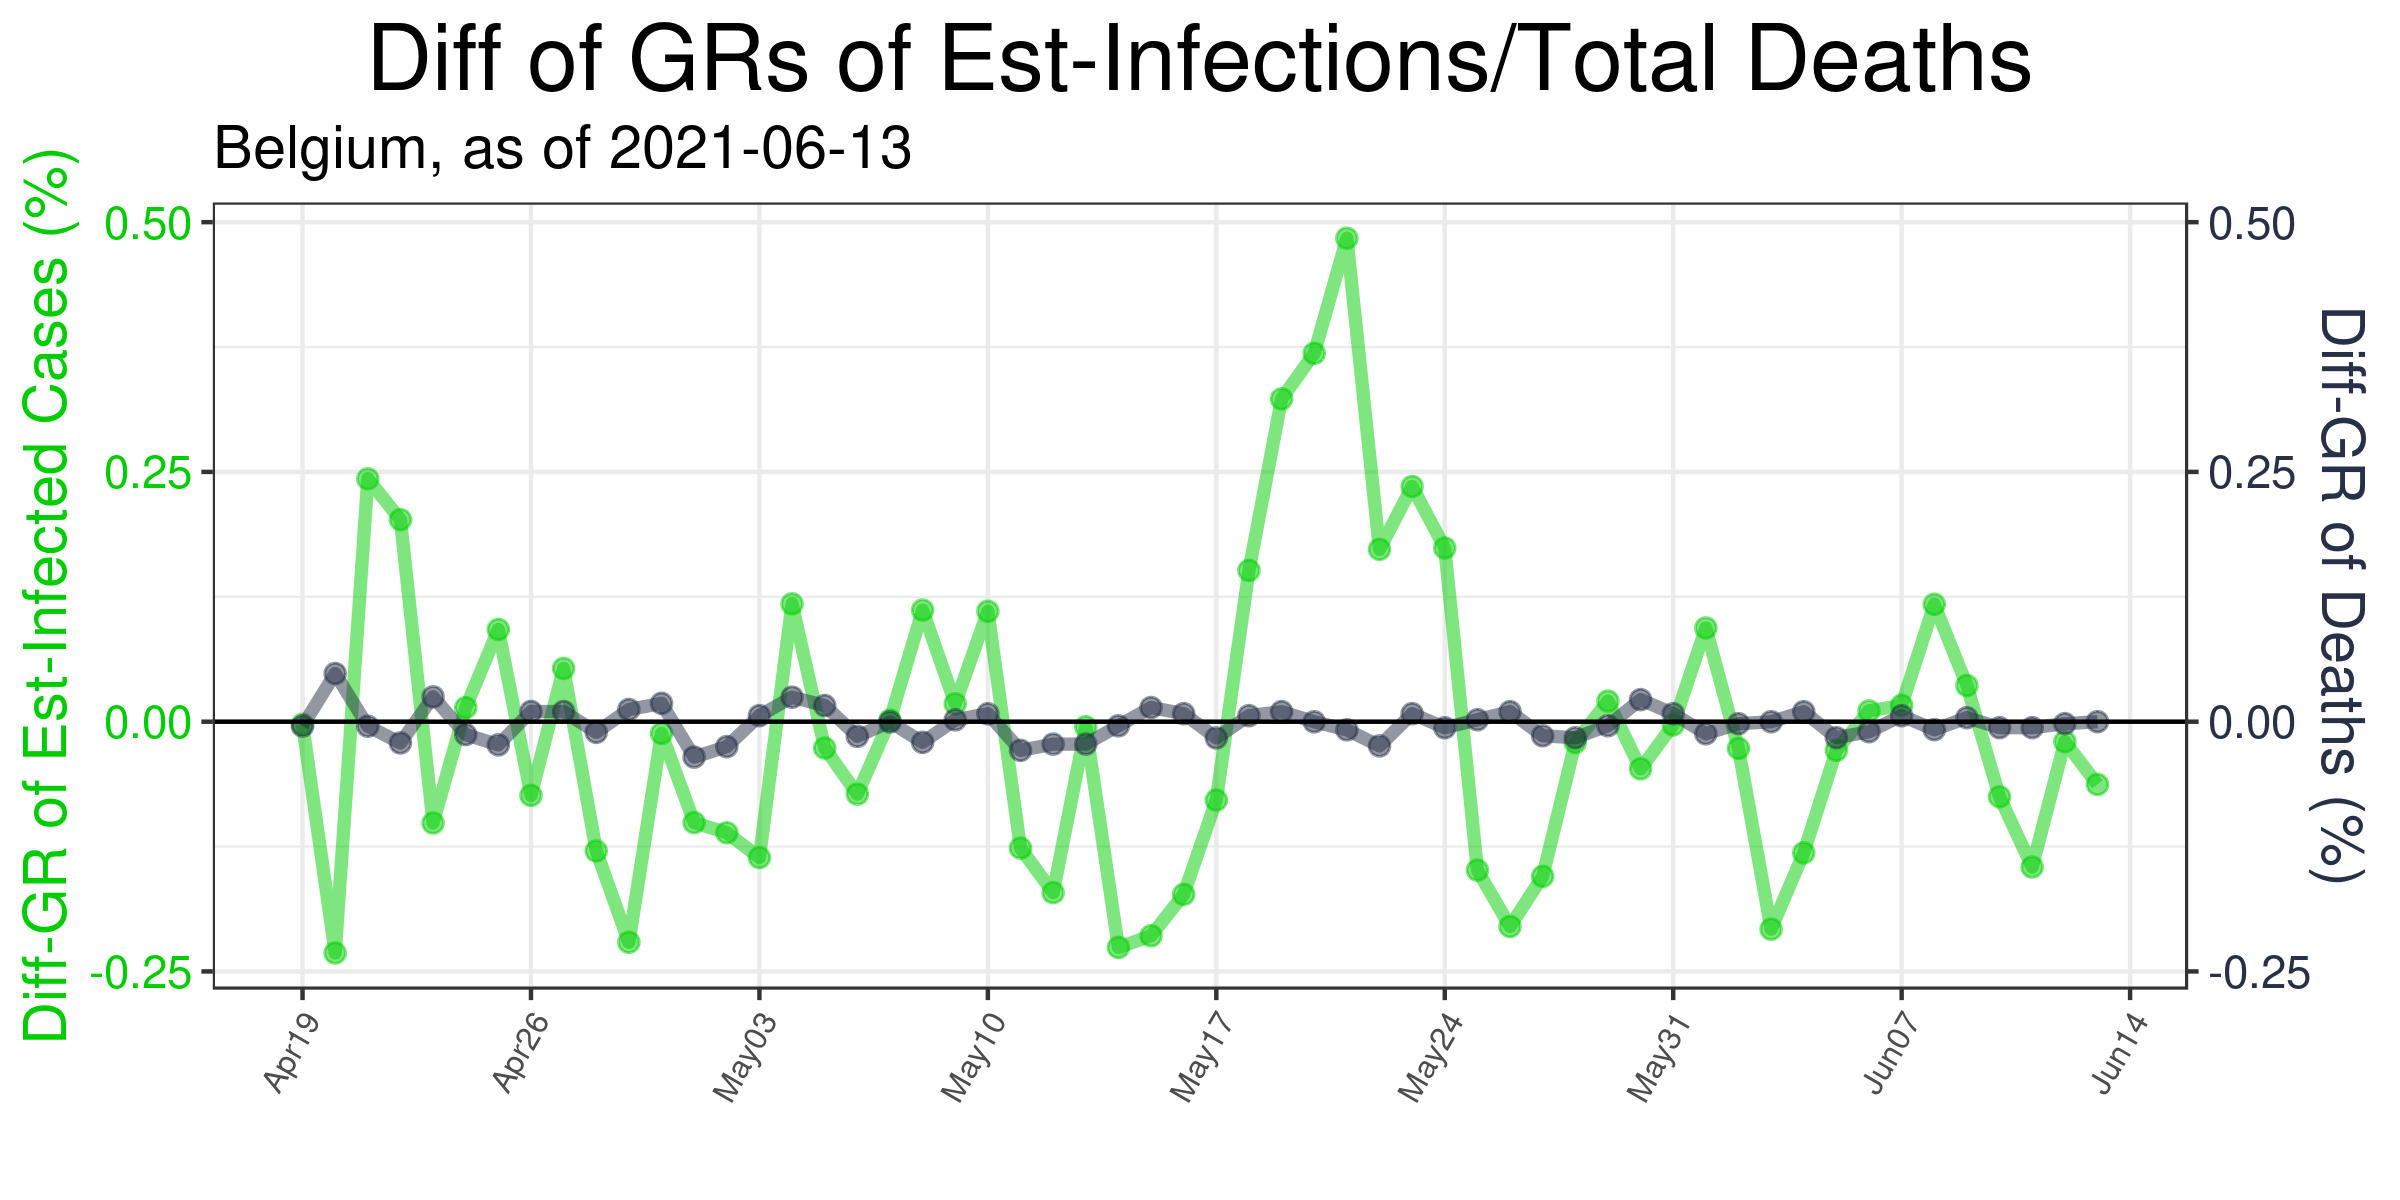 Diff of GRs of Est-Infections/Total Deaths
Belgium, as of 2021-06-13
Diff-GR of Est-Infected Cases (%)
0.50
0.25
0.00
-0.25
0.50
0.25
0.00
-0.25
Diff-GR of Deaths (%)
Apr19
Apr26
May03
May10
May17
May24
May31
Jun07
Jun14